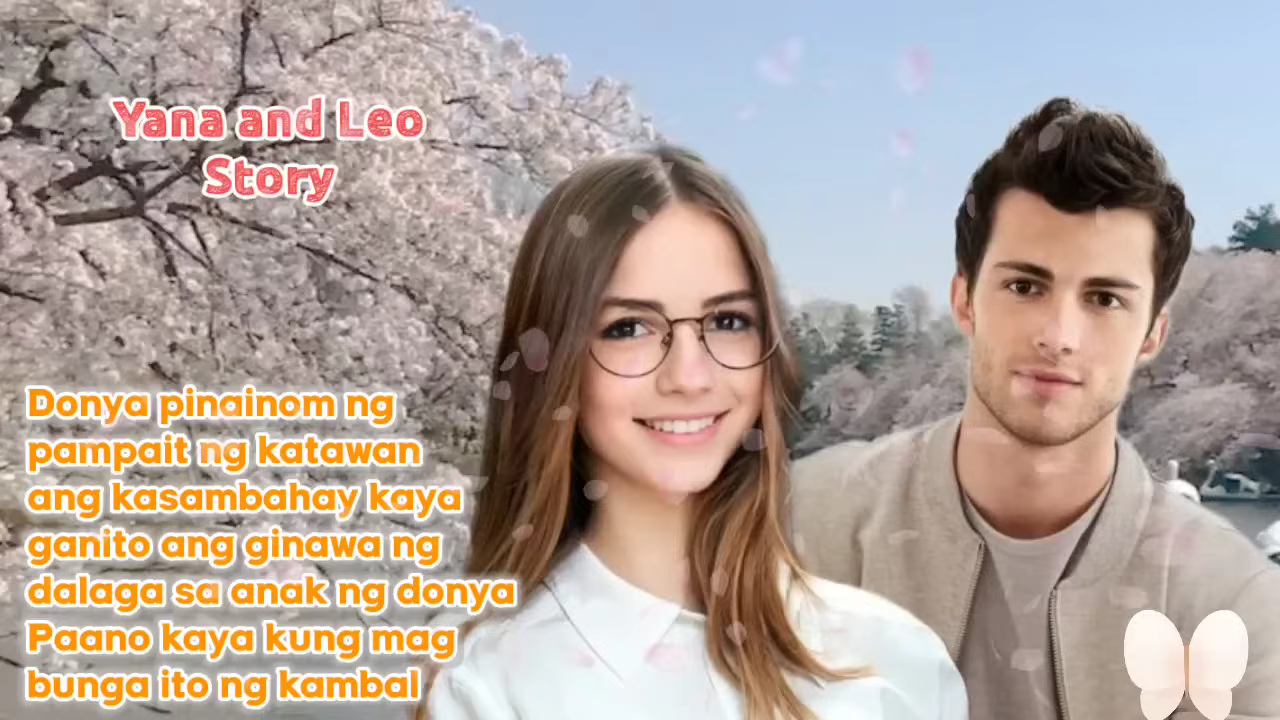 Yana and Leo
Story
Donya pinainom ng
pampait ng katawan
ang kasambahay kaya
ganito ang ginawa ng
dalaga sa anak ng donya
Paano kaya kung mag
bunga ito ng kambal